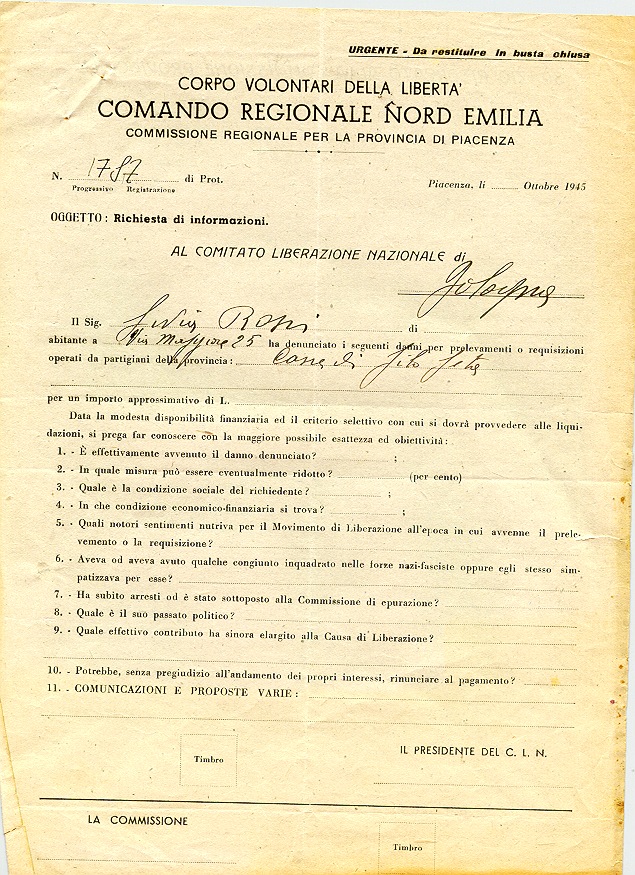 URGENTE - Da restituire in busta chiusa
CORPO VOLONTARI DELLA LIBERTA'
COMANDO REGIONALE NORD EMILIA
COMMISSIONE REGIONALE PER LA PROVINCIA DI PIACENZA
N. 1787 di Prot.
Progressivo Registrazione
Piacenza, li ......... Ottobre 1945
OGGETTO : Richiesta di informazioni.
AL COMITATO LIBERAZIONE NAZIONALE di
Bologna
Il Sig. Rossi di
abitante a Via Maggiore 25 ha denunciato i seguenti danni per prelevamenti o requisizioni
operati da partigiani della provincia : di
per un importo approssimativo di L.
Data la modesta disponibilità finanziaria ed il criterio selettivo con cui si dovrà provvedere alle liqui-
dazioni, si prega far conoscere con la maggiore possibile esattezza ed obiettività :
1. - È effettivamente avvenuto il danno denunciato? ;
2. - In quale misura può essere eventualmente ridotto? (per cento)
3. - Quale è la condizione sociale del richiedente? ;
4. - In che condizione economico-finanziaria si trova? ;
5. - Quali notori sentimenti nutriva per il Movimento di Liberazione all'epoca in cui avvenne il prele-
vemento o la requisizione?
6. - Aveva od aveva avuto qualche congiunto inquadrato nelle forze nazi-fasciste oppure egli stesso sim-
patizzava per esse?
7. - Ha subito arresti od è stato sottoposto alla Commissione di epurazione?
8. - Quale è il suo passato politico?
9. - Quale effettivo contributo ha sinora elargito alla Causa di Liberazione?
10. - Potrebbe, senza pregiudizio all'andamento dei propri interessi, rinunciare al pagamento?
11. - COMUNICAZIONI E PROPOSTE VARIE :
Timbro
IL PRESIDENTE DEL C. L. N.
LA COMMISSIONE
Timbro